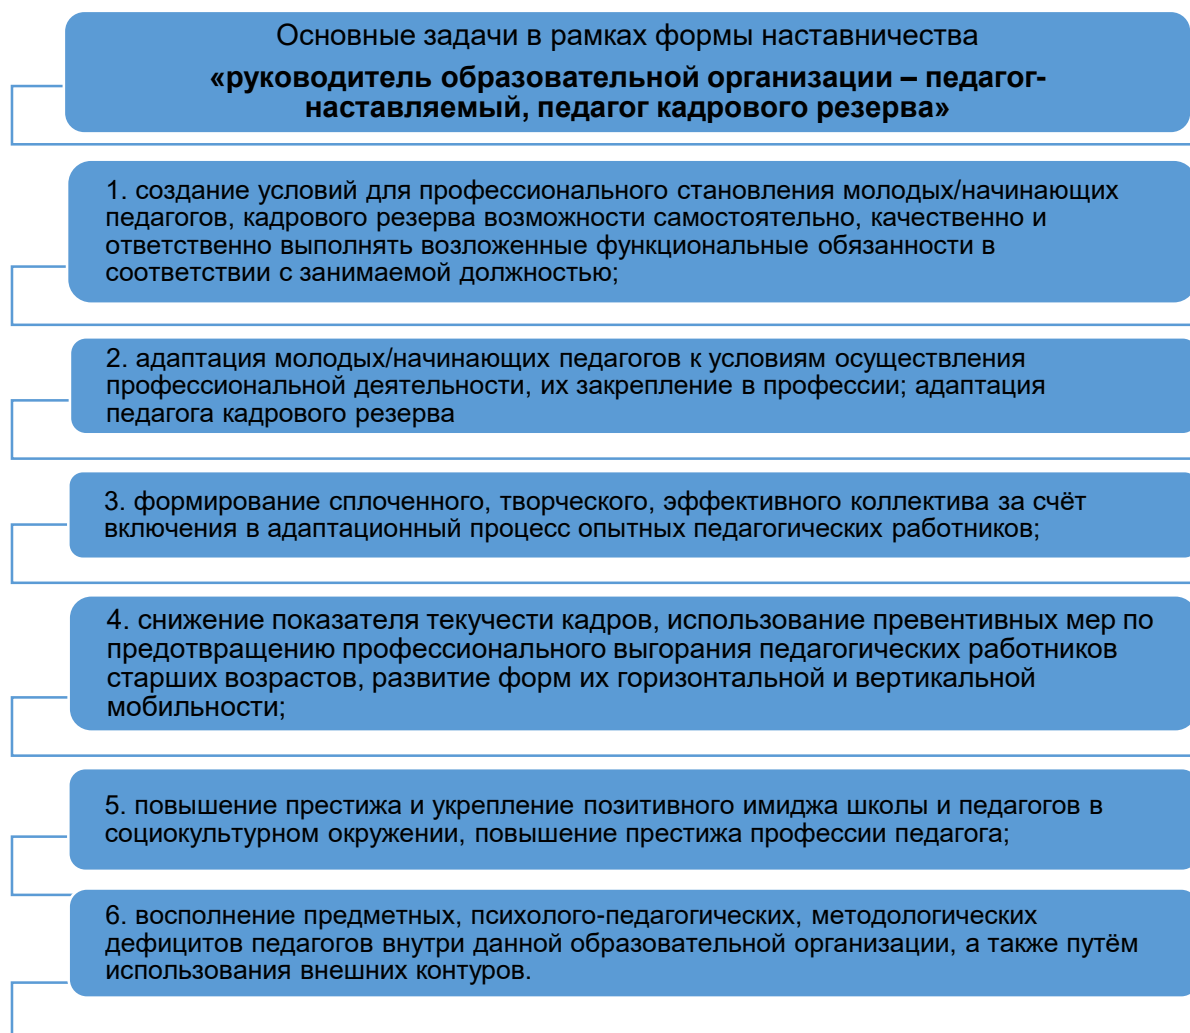 Основные задачи в рамках формы наставничества
«руководитель образовательной организации – педагог-
наставляемый, педагог кадрового резерва»
1. создание условий для профессионального становления молодых/начинающих
педагогов, кадрового резерва возможности самостоятельно, качественно и
ответственно выполнять возложенные функциональные обязанности в
соответствии с занимаемой должностью;
2. адаптация молодых/начинающих педагогов к условиям осуществления
профессиональной деятельности, их закрепление в профессии; адаптация
педагога кадрового резерва
3. формирование сплоченного, творческого, эффективного коллектива за счёт
включения в адаптационный процесс опытных педагогических работников;
4. снижение показателя текучести кадров, использование превентивных мер по
предотвращению профессионального выгорания педагогических работников
старших возрастов, развитие форм их горизонтальной и вертикальной
мобильности;
5. повышение престижа и укрепление позитивного имиджа школы и педагогов в
социокультурном окружении, повышение престижа профессии педагога;
6. восполнение предметных, психолого-педагогических, методологических
дефицитов педагогов внутри данной образовательной организации, а также путём
использования внешних контуров.